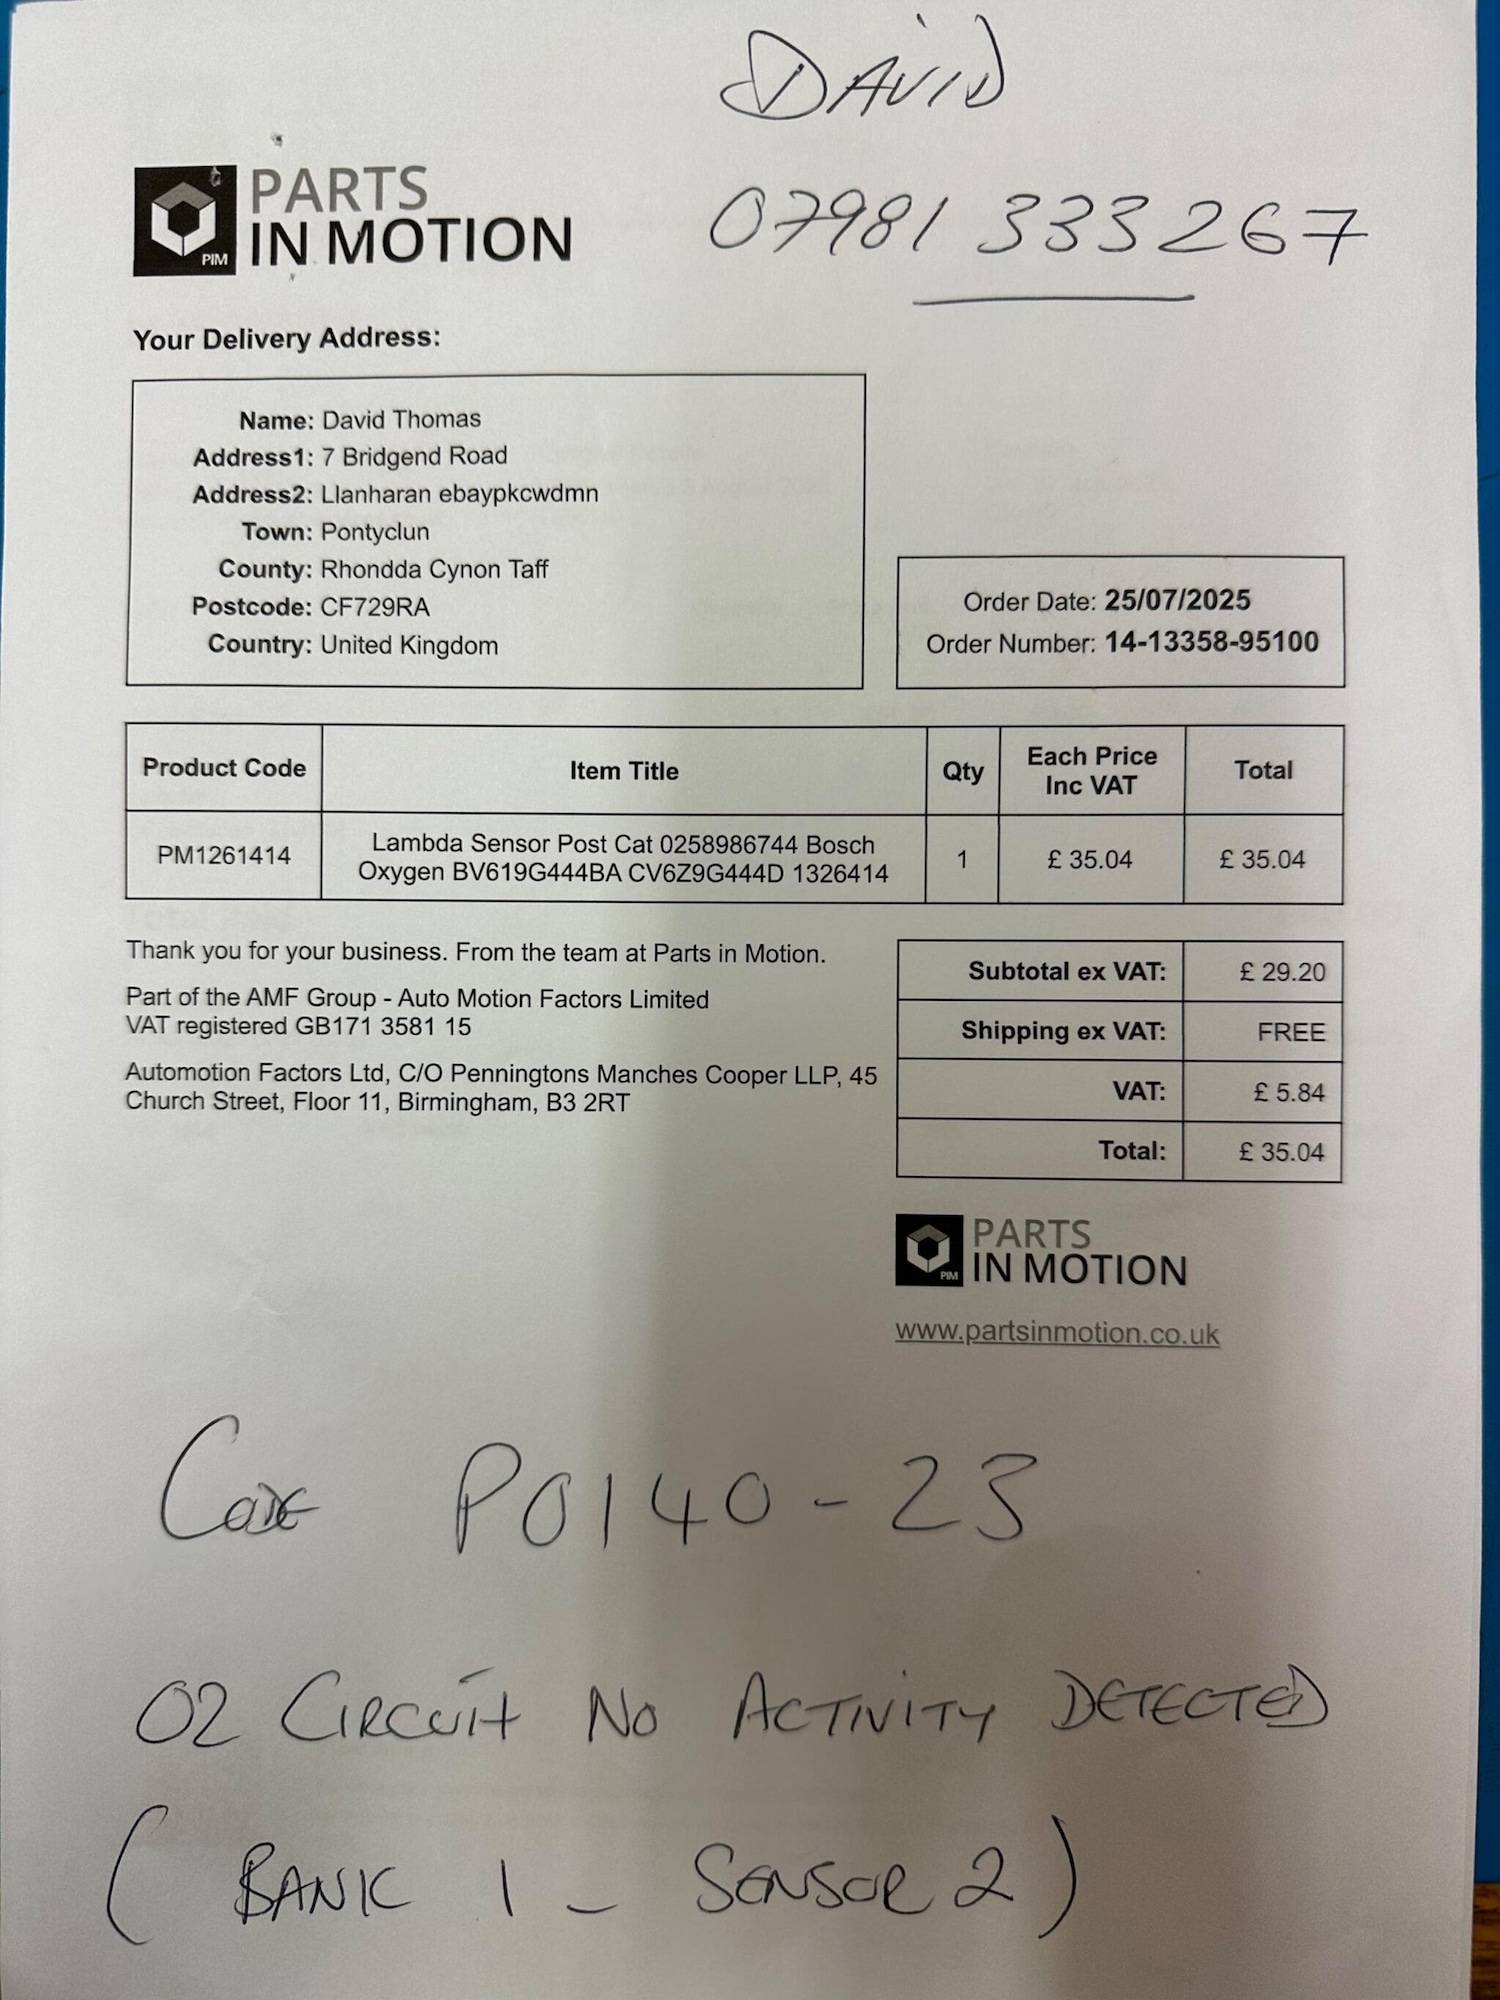 DAVID
07981 333267
PARTS
IN MOTION
PIM
Your Delivery Address:
Name: David Thomas
Address1: 7 Bridgend Road
Address2: Llanharan ebaypkcwdmn
Town: Pontyclun
County: Rhondda Cynon Taff
Postcode: CF729RA
Country: United Kingdom
Order Date: 25/07/2025
Order Number: 14-13358-95100
Product Code Item Title Qty Each Price Inc VAT Total
PM1261414 Lambda Sensor Post Cat 0258986744 Bosch £ 35.04 £ 35.04
Oxygen BV619G444BA CV6Z9G444D 1326414 1
Thank you for your business. From the team at Parts in Motion.
Part of the AMF Group - Auto Motion Factors Limited
VAT registered GB171 3581 15
Automotion Factors Ltd, C/O Penningtons Manches Cooper LLP, 45
Church Street, Floor 11, Birmingham, B3 2RT
Subtotal ex VAT: £ 29.20
Shipping ex VAT: FREE
VAT: £ 5.84
Total: £ 35.04
PARTS
IN MOTION
PIM
www.partsinmotion.co.uk
Code P0140-23
O2 CIRCUIT NO ACTIVITY DETECTED
(BANK 1 - SENSOR 2)